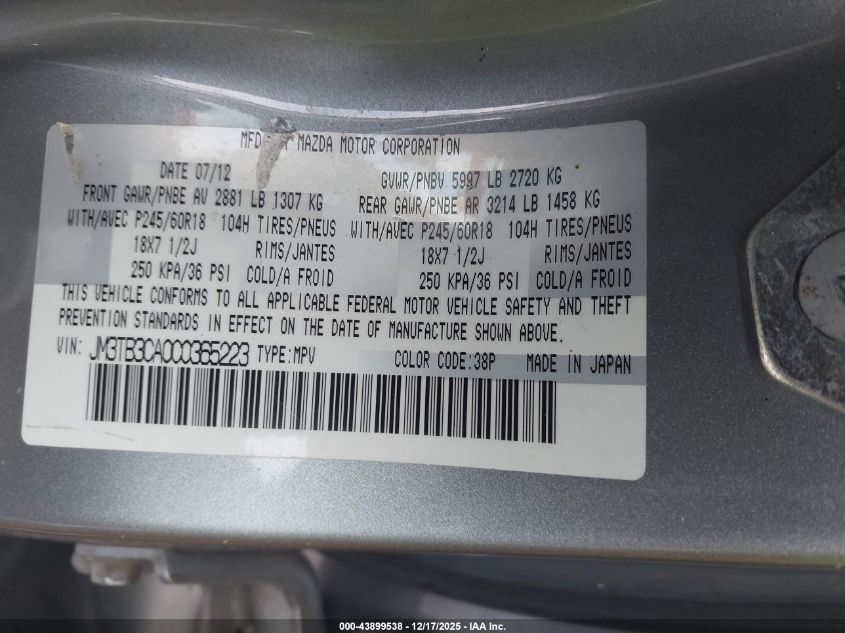 MFD MAZDA MOTOR CORPORATION
DATE 07/12 GVWR/PNBV 5997 LB 2720 KG
FRONT GAWR/PNBE AV 2881 LB 1307 KG REAR GAWR/PNBE AR 3214 LB 1458 KG
WITH/AVEC P245/60R18 104H TIRES/PNEUS WITH/AVEC P245/60R18 104H TIRES/PNEUS
18X7 1/2J RIMS/JANTES 18X7 1/2J RIMS/JANTES
250 KPA/36 PSI COLD/A FROID 250 KPA/36 PSI COLD/A FROID
THIS VEHICLE CONFORMS TO ALL APPLICABLE FEDERAL MOTOR VEHICLE SAFETY AND THEFT
PREVENTION STANDARDS IN EFFECT ON THE DATE OF MANUFACTURE SHOWN ABOVE.
VIN: JM3TB3CA0C0365223 TYPE:MPV COLOR CODE:38P MADE IN JAPAN
000-43899538 - 12/17/2025 - IAA Inc.